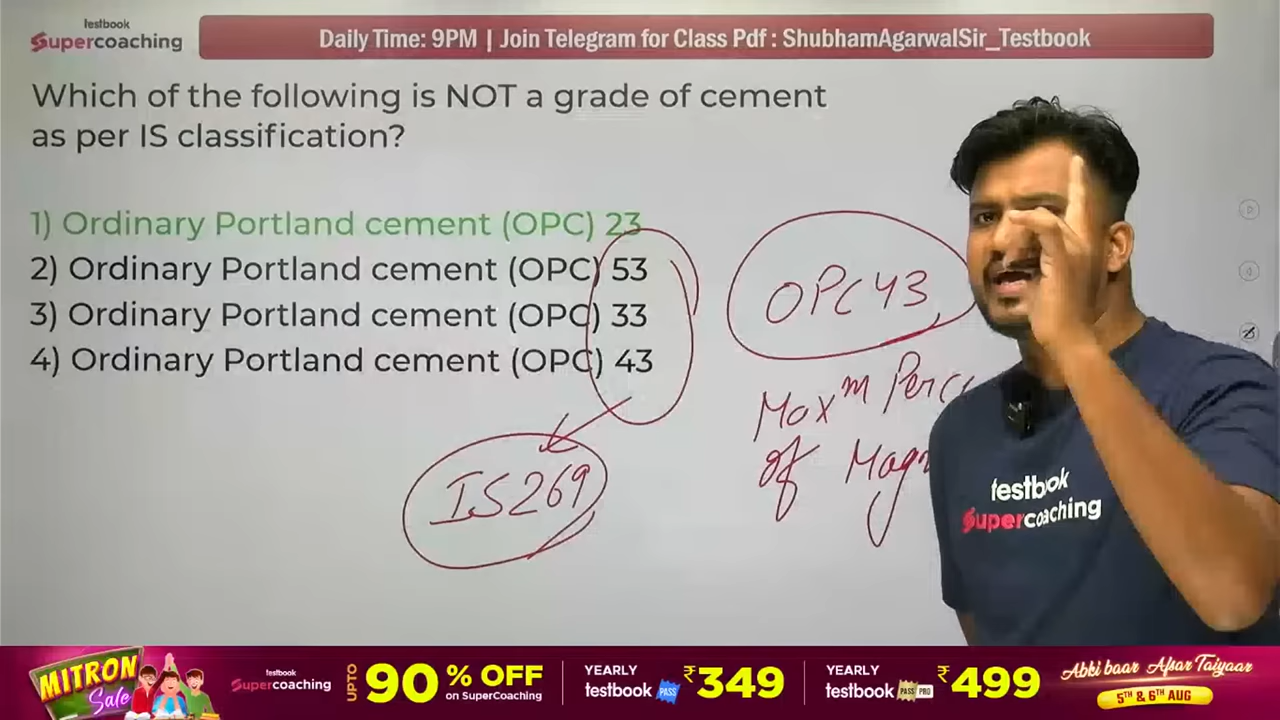 testbook
Supercoaching
Daily Time: 9PM | Join Telegram for Class Pdf : ShubhamAgarwalSir_Testbook
Which of the following is NOT a grade of cement
as per IS classification?
1) Ordinary Portland cement (OPC) 23
2) Ordinary Portland cement (OPC) 53
3) Ordinary Portland cement (OPC) 33
4) Ordinary Portland cement (OPC) 43
OPC 43
Maxᵐ
of
IS269
testbook
Supercoaching
MITRON
Sale
testbook
Supercoaching
UPTO 90% OFF
on SuperCoaching
YEARLY
testbook PASS
₹349
YEARLY
testbook PASS PRO
₹499
Abki baar Afsar Taiyaar
5TH & 6TH AUG